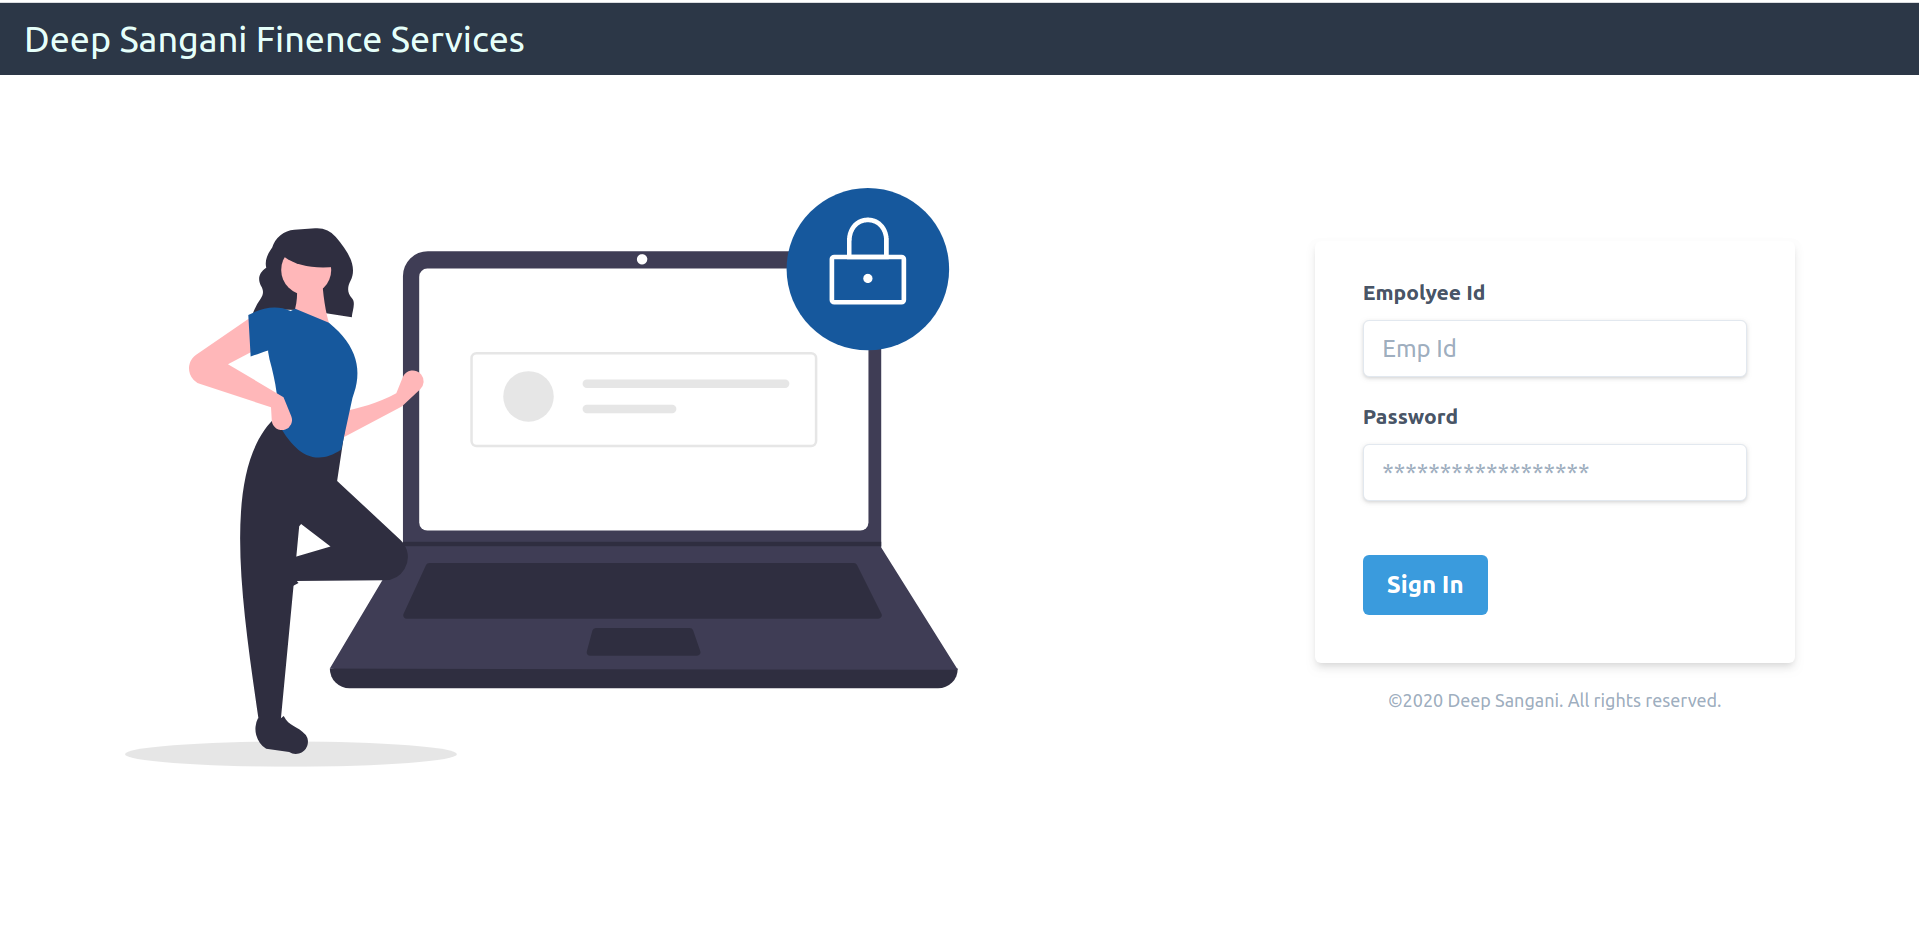 Deep Sangani Finence Services
Empolyee Id
Emp Id
Password
******************
Sign In
©2020 Deep Sangani. All rights reserved.